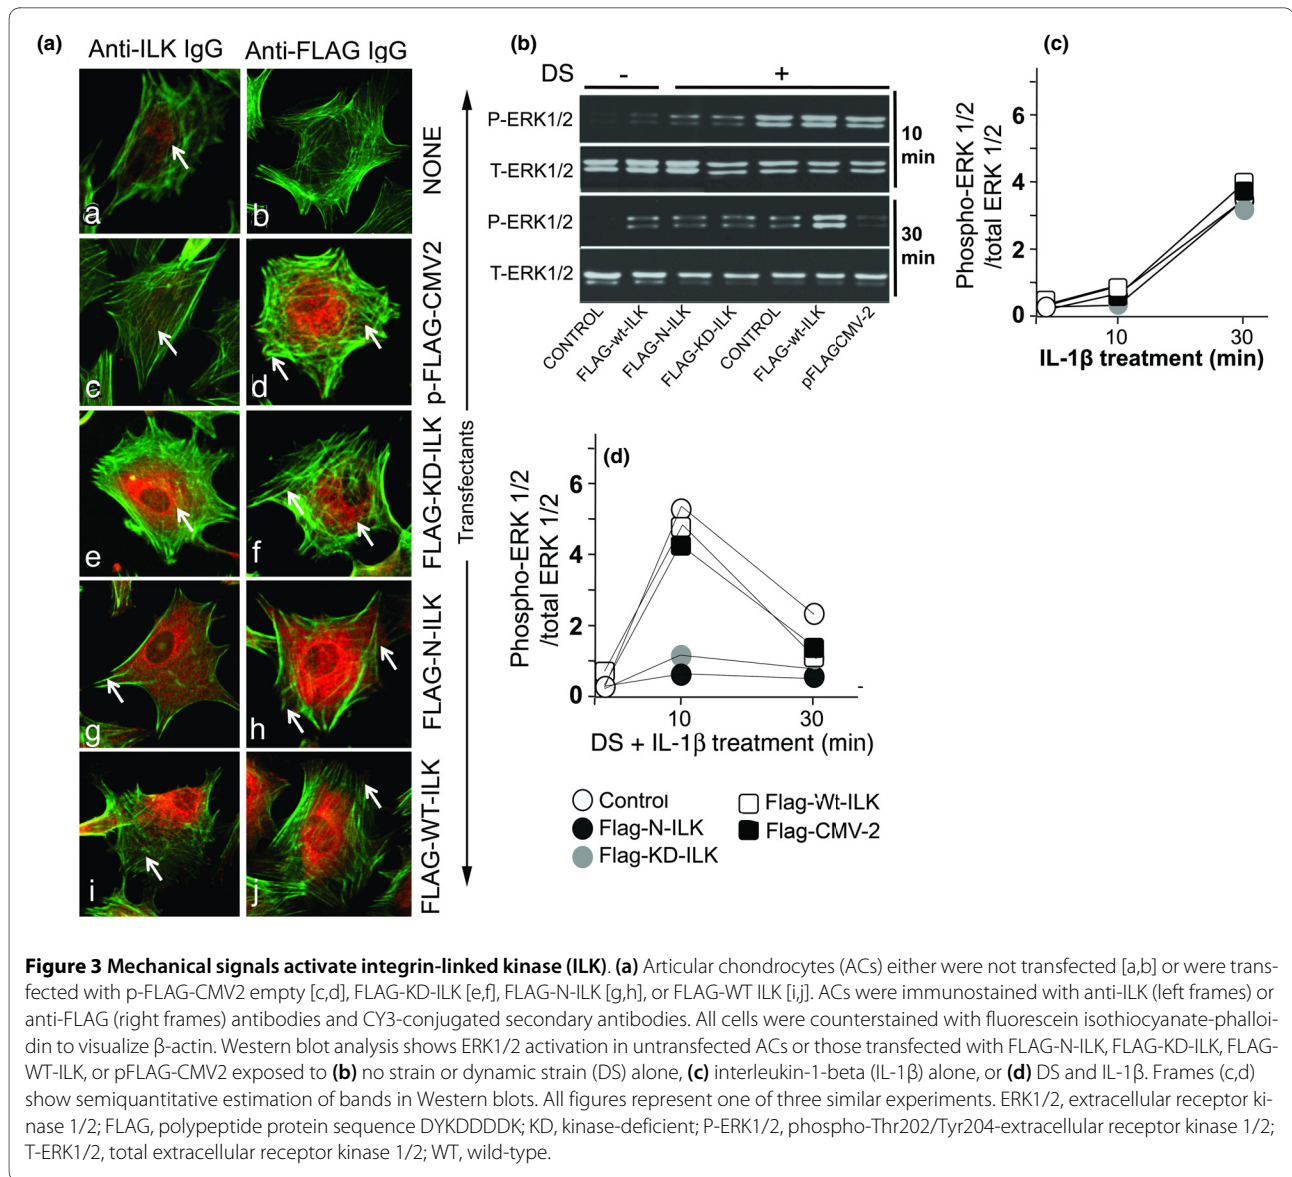 (a)
Anti-ILK IgG
Anti-FLAG IgG
a
b
c
d
e
f
g
h
i
j
NONE
p-FLAG-CMV2
FLAG-KD-ILK
FLAG-N-ILK
FLAG-WT-ILK
Transfectants
(b)
DS
-
+
P-ERK1/2
T-ERK1/2
10
min
P-ERK1/2
T-ERK1/2
30
min
CONTROL
FLAG-wt-ILK
FLAG-N-ILK
FLAG-KD-ILK
CONTROL
FLAG-wt-ILK
pFLAGCMV-2
(c)
Phospho-ERK 1/2
/total ERK 1/2
6
4
2
0
10
30
IL-1β treatment (min)
(d)
Phospho-ERK 1/2
/total ERK 1/2
6
4
2
0
10
30
DS + IL-1β treatment (min)
Control
Flag-N-ILK
Flag-KD-ILK
Flag-Wt-ILK
Flag-CMV-2
Figure 3 Mechanical signals activate integrin-linked kinase (ILK). (a) Articular chondrocytes (ACs) either were not transfected [a,b] or were trans-
fected with p-FLAG-CMV2 empty [c,d], FLAG-KD-ILK [e,f], FLAG-N-ILK [g,h], or FLAG-WT ILK [i,j]. ACs were immunostained with anti-ILK (left frames) or
anti-FLAG (right frames) antibodies and CY3-conjugated secondary antibodies. All cells were counterstained with fluorescein isothiocyanate-phalloi-
din to visualize β-actin. Western blot analysis shows ERK1/2 activation in untransfected ACs or those transfected with FLAG-N-ILK, FLAG-KD-ILK, FLAG-
WT-ILK, or pFLAG-CMV2 exposed to (b) no strain or dynamic strain (DS) alone, (c) interleukin-1-beta (IL-1β) alone, or (d) DS and IL-1β. Frames (c,d)
show semiquantitative estimation of bands in Western blots. All figures represent one of three similar experiments. ERK1/2, extracellular receptor ki-
nase 1/2; FLAG, polypeptide protein sequence DYKDDDDK; KD, kinase-deficient; P-ERK1/2, phospho-Thr202/Tyr204-extracellular receptor kinase 1/2;
T-ERK1/2, total extracellular receptor kinase 1/2; WT, wild-type.